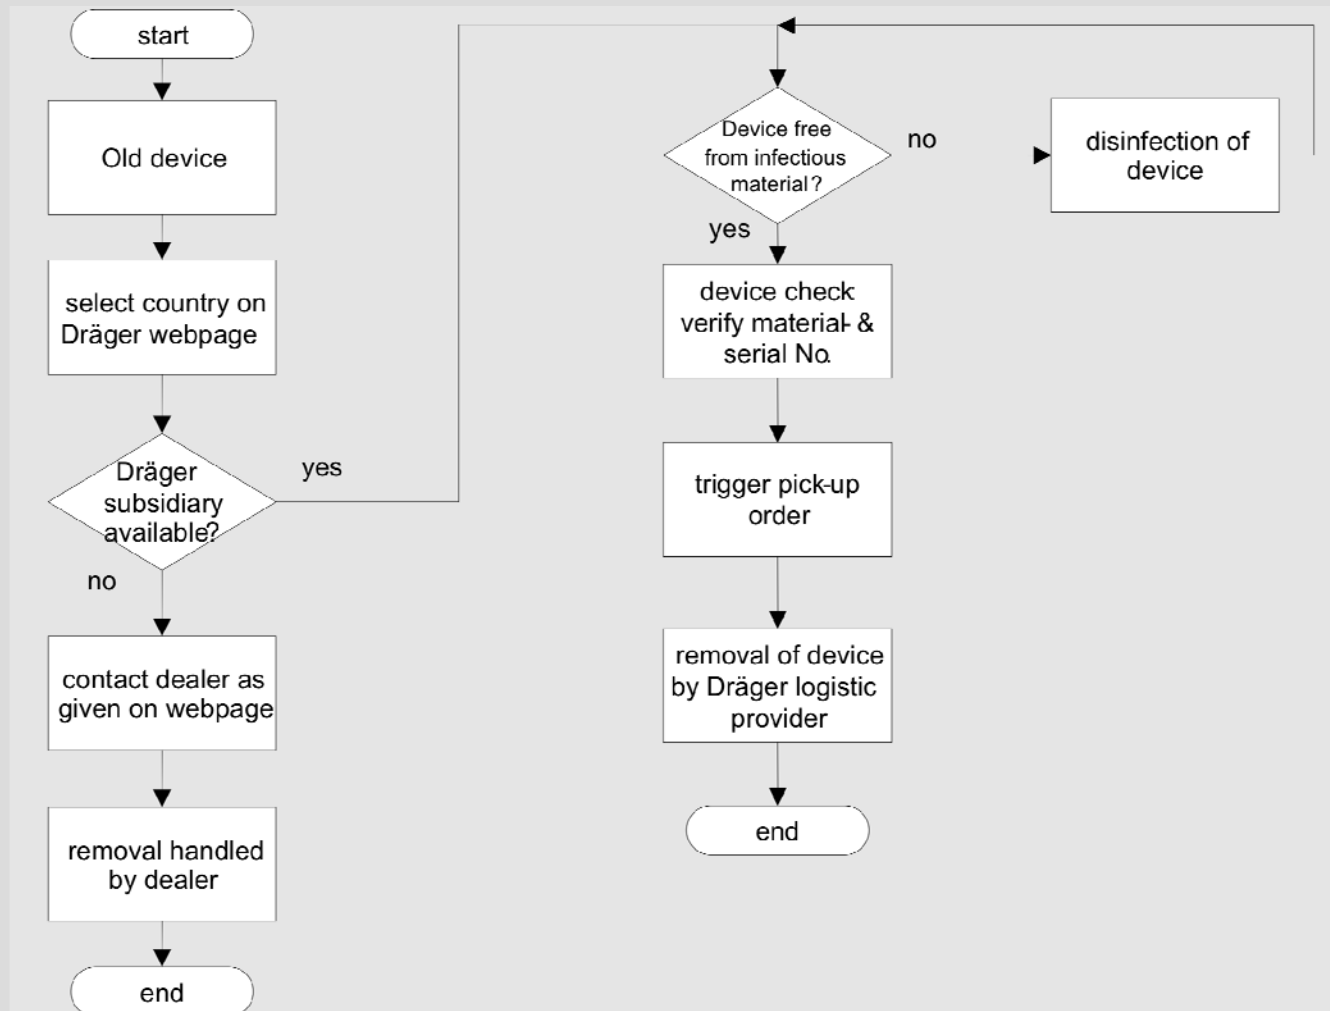 start
Old device
select country on
Dräger webpage
Dräger
subsidiary
available?
yes
no
contact dealer as
given on webpage
removal handled
by dealer
end
Device free
from infectious
material?
no
disinfection of
device
yes
device check
verify material- &
serial No.
trigger pick-up
order
removal of device
by Dräger logistic
provider
end